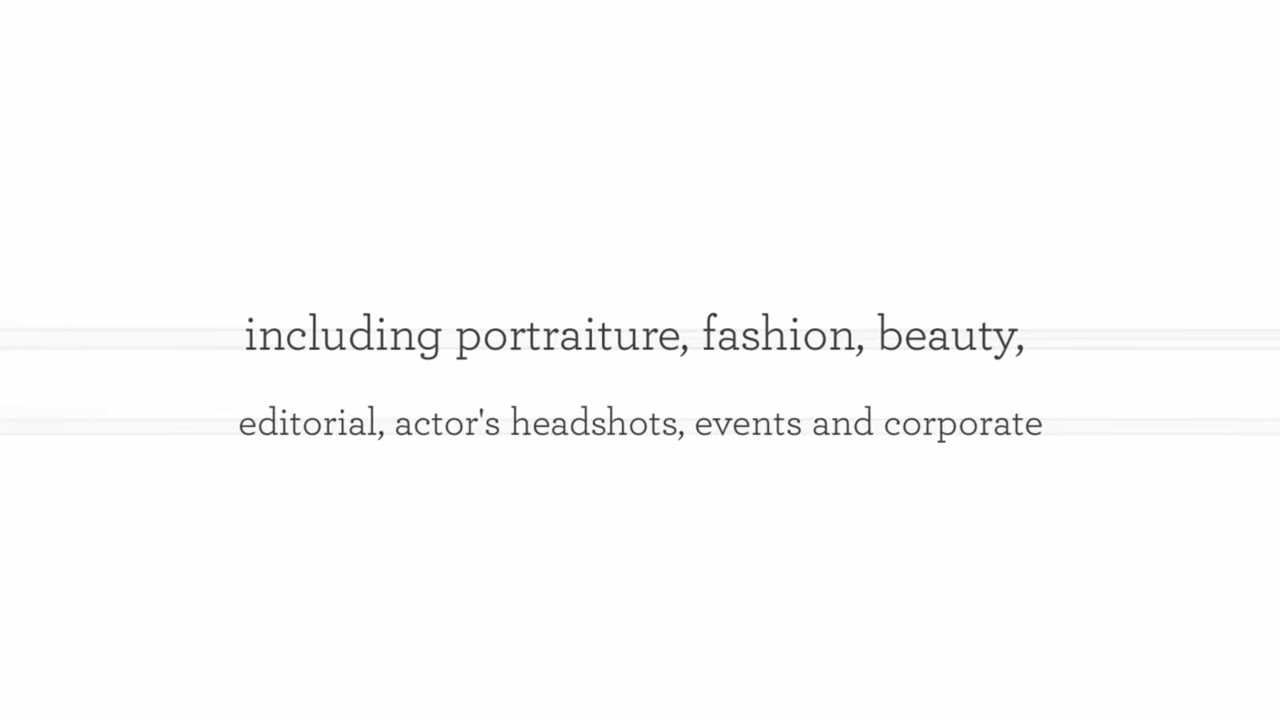 including portraiture, fashion, beauty,
editorial, actor's headshots, events and corporate